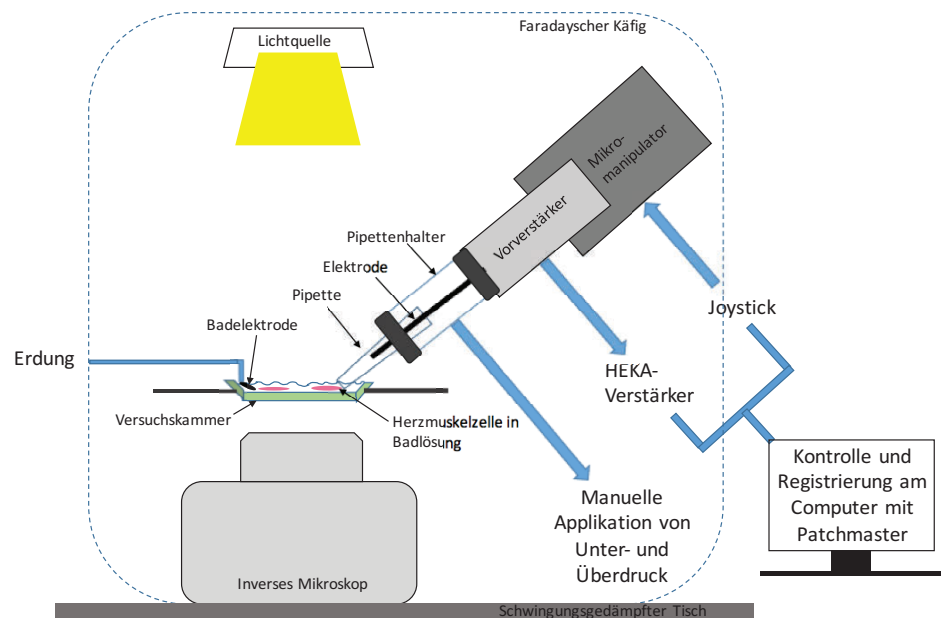 Faradayscher Käfig
Lichtquelle
Mikro-
manipulator
Vorverstärker
Pipettenhalter
Elektrode
Pipette
Badelektrode
Joystick
Erdung
HEKA-
Verstärker
Versuchskammer
Herzmuskelzelle in
Badlösung
Kontrolle und
Registrierung am
Computer mit
Patchmaster
Manuelle
Applikation von
Unter- und
Überdruck
Inverses Mikroskop
Schwingungsgedämpfter Tisch